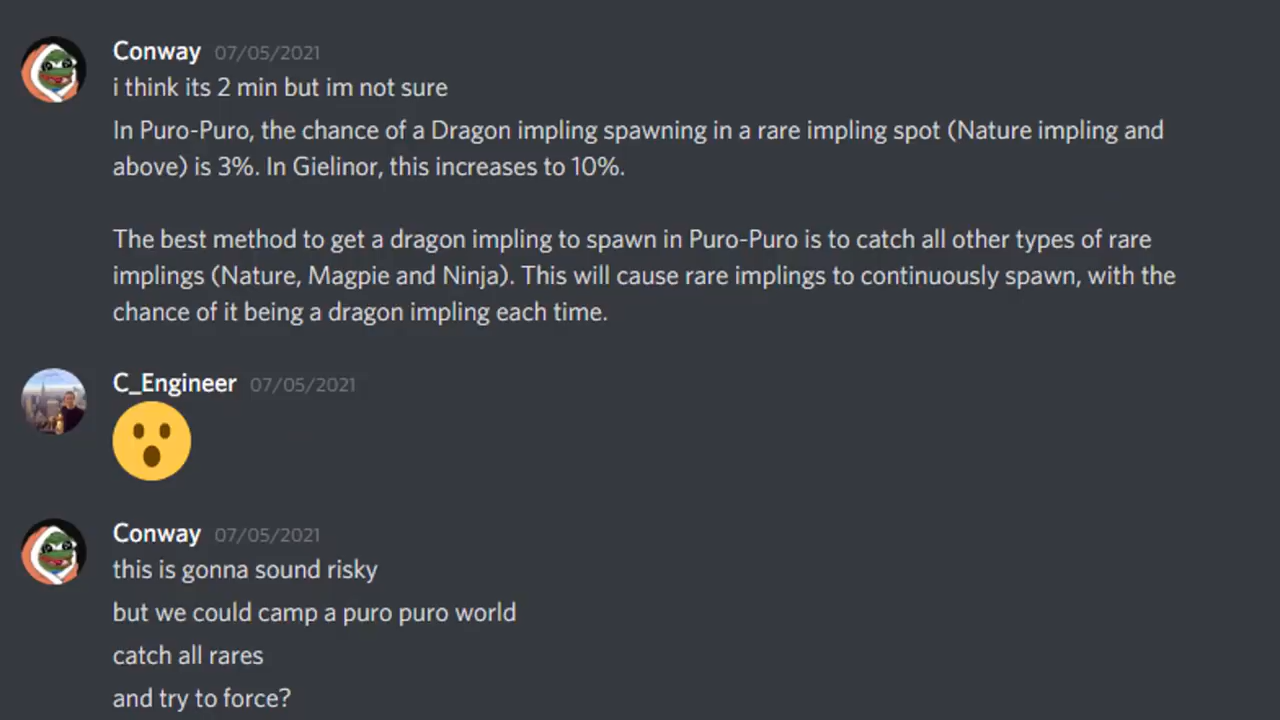 Conway 07/05/2021
i think its 2 min but im not sure
In Puro-Puro, the chance of a Dragon impling spawning in a rare impling spot (Nature impling and
above) is 3%. In Gielinor, this increases to 10%.
The best method to get a dragon impling to spawn in Puro-Puro is to catch all other types of rare
implings (Nature, Magpie and Ninja). This will cause rare implings to continuously spawn, with the
chance of it being a dragon impling each time.
C_Engineer 07/05/2021
Conway 07/05/2021
this is gonna sound risky
but we could camp a puro puro world
catch all rares
and try to force?